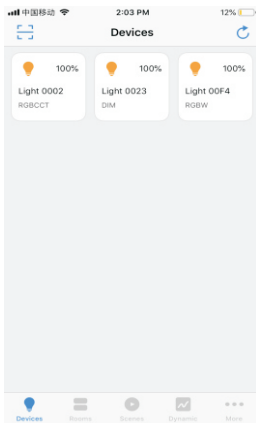 中国移动 2:03 PM 12%
Devices
100% 100% 100%
Light 0002 Light 0023 Light 00F4
RGBCCT DIM RGBW
Devices Rooms Scenes Dynamic More